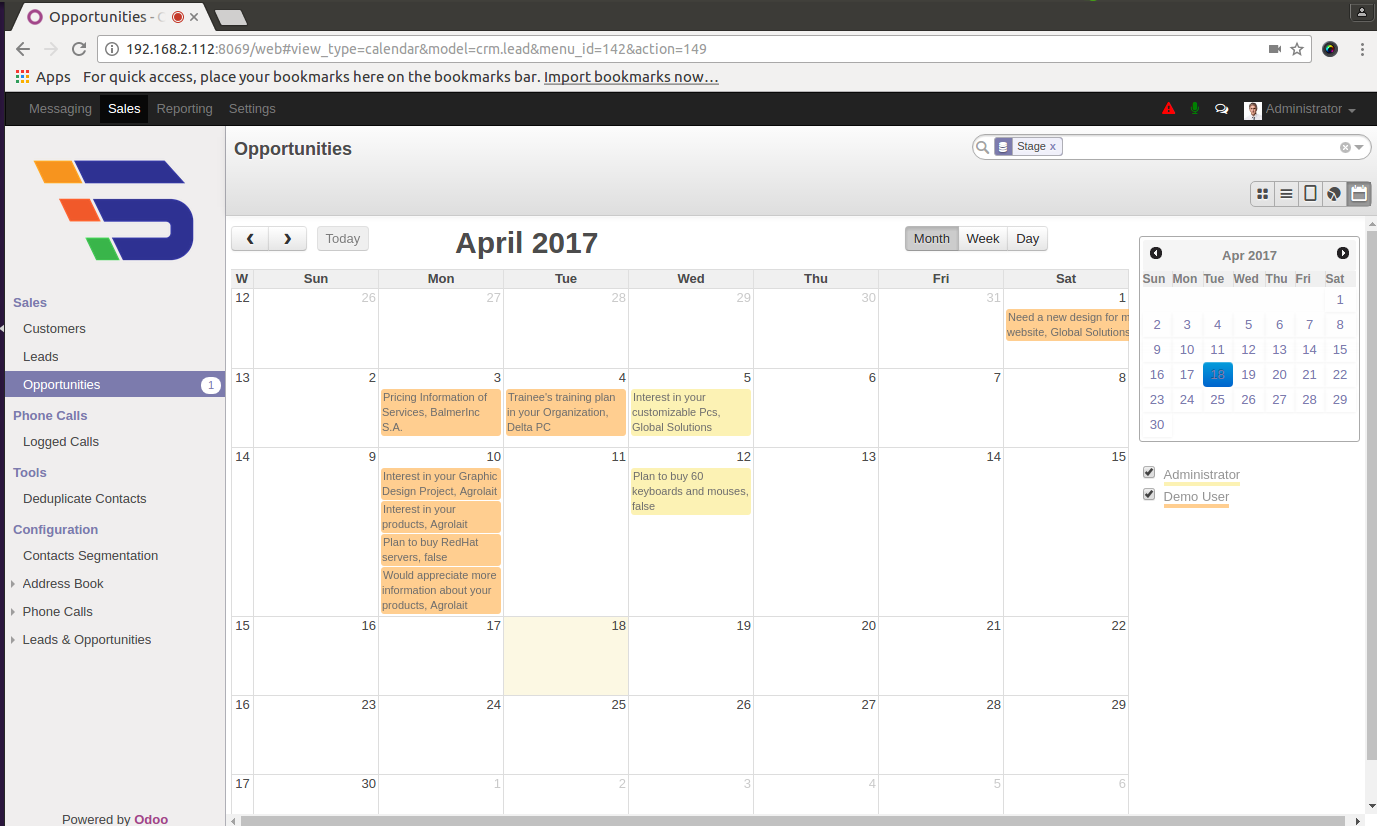 Opportunities - C
192.168.2.112:8069/web#view_type=calendar&model=crm.lead&menu_id=142&action=149
Apps For quick access, place your bookmarks here on the bookmarks bar. Import bookmarks now…
Messaging Sales Reporting Settings Administrator
Opportunities
Stage x
Sales
Customers
Leads
Opportunities 1
Phone Calls
Logged Calls
Tools
Deduplicate Contacts
Configuration
Contacts Segmentation
Address Book
Phone Calls
Leads & Opportunities
Powered by Odoo
Today April 2017 Month Week Day
W Sun Mon Tue Wed Thu Fri Sat
12 26 27 28 29 30 31 1
Need a new design for m
website, Global Solutions
13 2 3 4 5 6 7 8
Pricing Information of
Services, BalmerInc
S.A.
Trainee's training plan
in your Organization,
Delta PC
Interest in your
customizable Pcs,
Global Solutions
14 9 10 11 12 13 14 15
Interest in your Graphic
Design Project, Agrolait
Interest in your
products, Agrolait
Plan to buy RedHat
servers, false
Would appreciate more
information about your
products, Agrolait
Plan to buy 60
keyboards and mouses,
false
15 16 17 18 19 20 21 22
16 23 24 25 26 27 28 29
17 30 1 2 3 4 5 6
Apr 2017
Sun Mon Tue Wed Thu Fri Sat
1
2 3 4 5 6 7 8
9 10 11 12 13 14 15
16 17 18 19 20 21 22
23 24 25 26 27 28 29
30
Administrator
Demo User